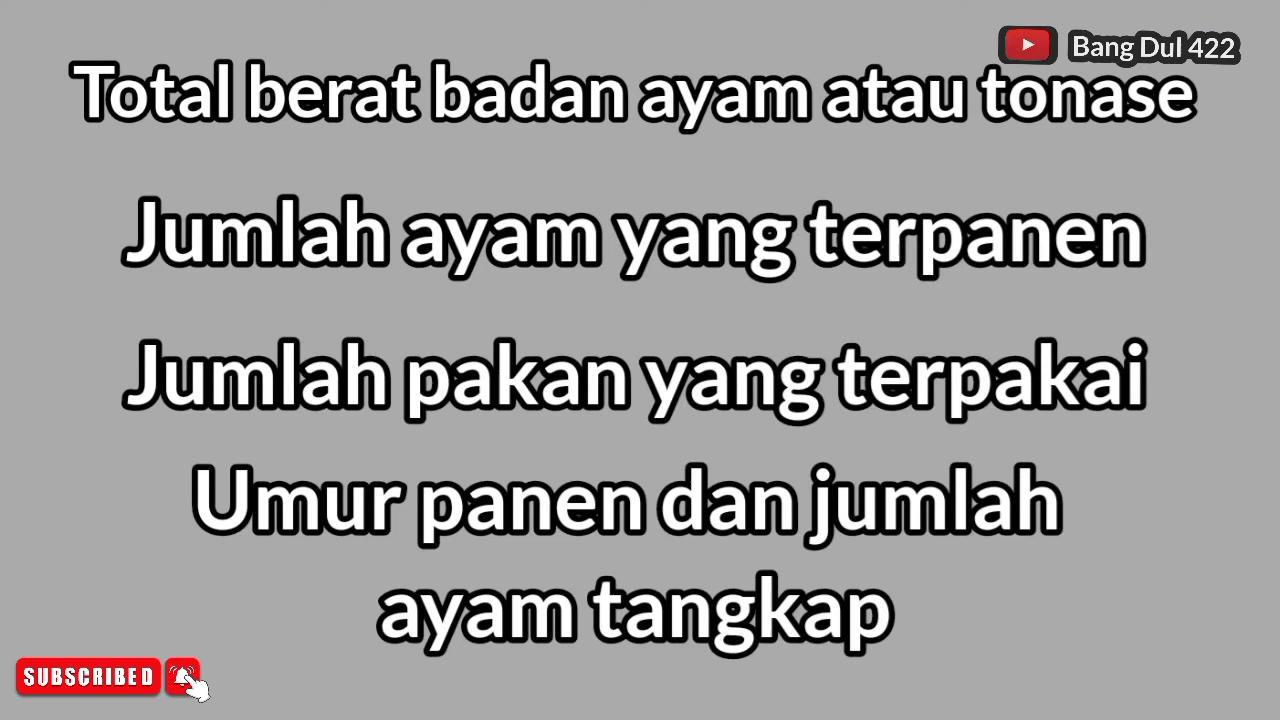 Bang Dul 422
Total berat badan ayam atau tonase
Jumlah ayam yang terpanen
Jumlah pakan yang terpakai
Umur panen dan jumlah
ayam tangkap
SUBSCRIBED